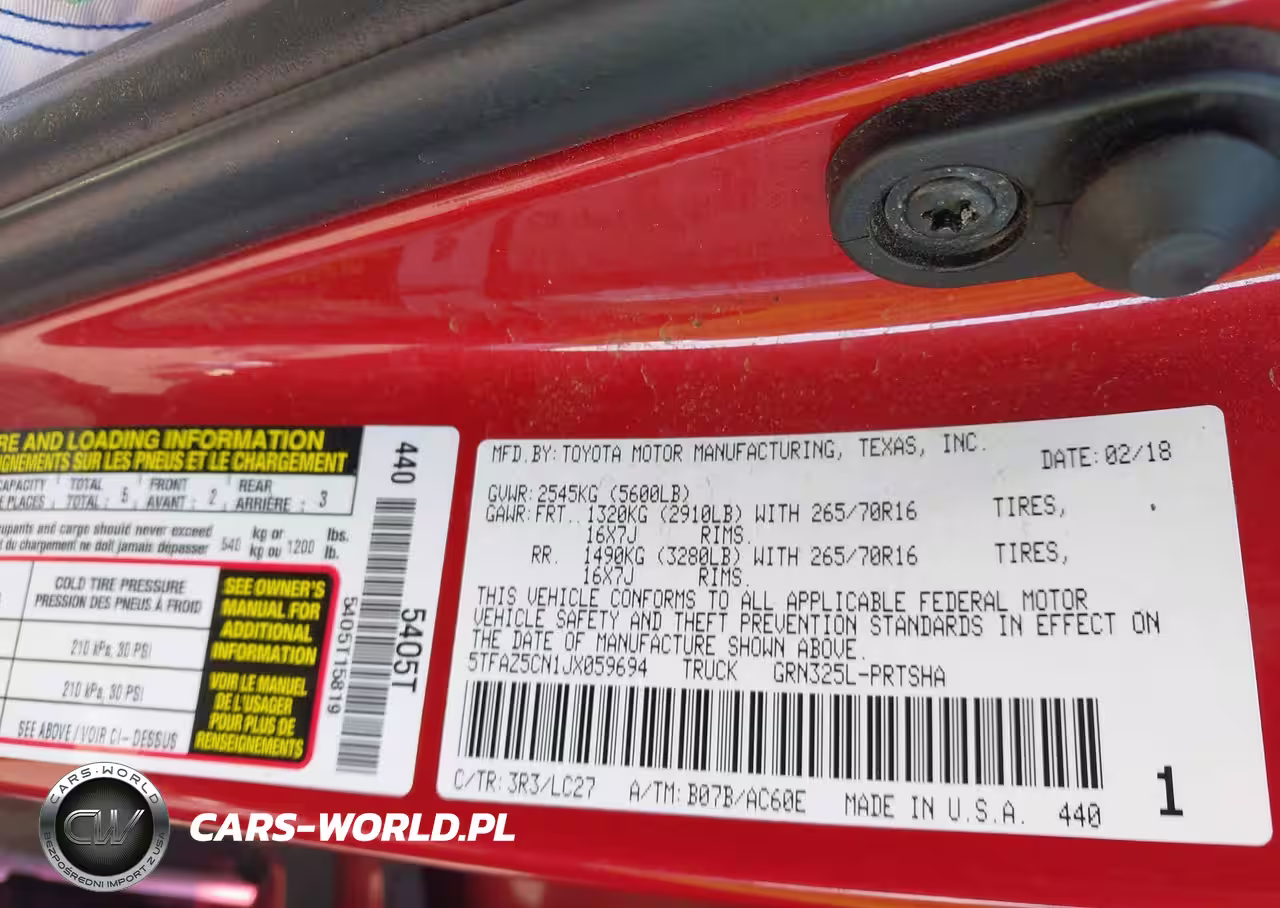 RE AND LOADING INFORMATION
IGNEMENTS SUR LES PNEUS ET LE CHARGEMENT
CAPACITY TOTAL FRONT REAR
E PLACES TOTAL : 5 AVANT : 2 ARRIÈRE : 3
upants and cargo should never exceed 540 kg or 1200 lbs.
du chargement ne doit jamais dépasser kg ou lb.
COLD TIRE PRESSURE
PRESSION DES PNEUS À FROID
210 kPa, 30 PSI
210 kPa, 30 PSI
SEE ABOVE / VOIR CI-DESSUS
SEE OWNER'S
MANUAL FOR
ADDITIONAL
INFORMATION
VOIR LE MANUEL
DE L'USAGER
POUR PLUS DE
RENSEIGNEMENTS
440
5405T
5405T15819
MFD. BY: TOYOTA MOTOR MANUFACTURING, TEXAS, INC. DATE: 02/18
GVWR: 2545KG (5600LB)
GAWR: FRT.. 1320KG (2910LB) WITH 265/70R16 TIRES,
16X7J RIMS.
RR. 1490KG (3280LB) WITH 265/70R16 TIRES,
16X7J RIMS.
THIS VEHICLE CONFORMS TO ALL APPLICABLE FEDERAL MOTOR
VEHICLE SAFETY AND THEFT PREVENTION STANDARDS IN EFFECT ON
THE DATE OF MANUFACTURE SHOWN ABOVE.
5TFAZ5CN1JX059694 TRUCK GRN325L-PRTSHA
C/TR: 3R3/LC27 A/TM: B07B/AC60E MADE IN U.S.A. 440 1
CARS-WORLD
CW
BEZPOŚREDNI IMPORT Z USA
CARS-WORLD.PL